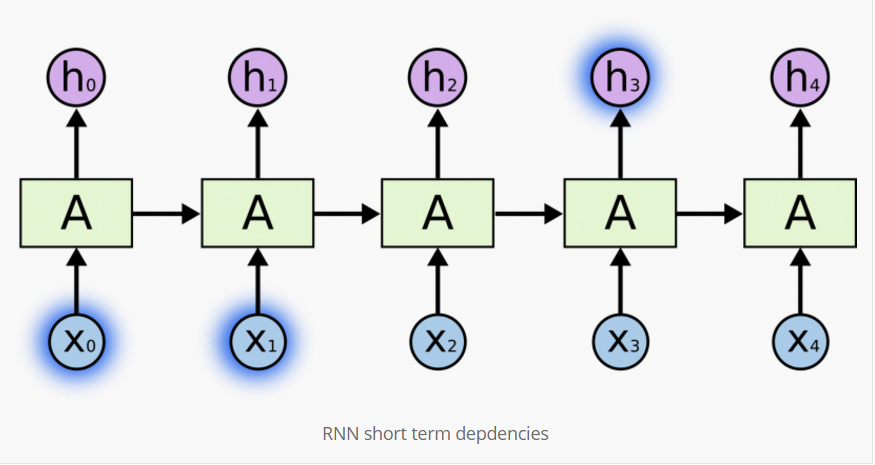 h₀ h₁ h₂ h₃ h₄
A A A A A
x₀ x₁ x₂ x₃ x₄
RNN short term depdencies